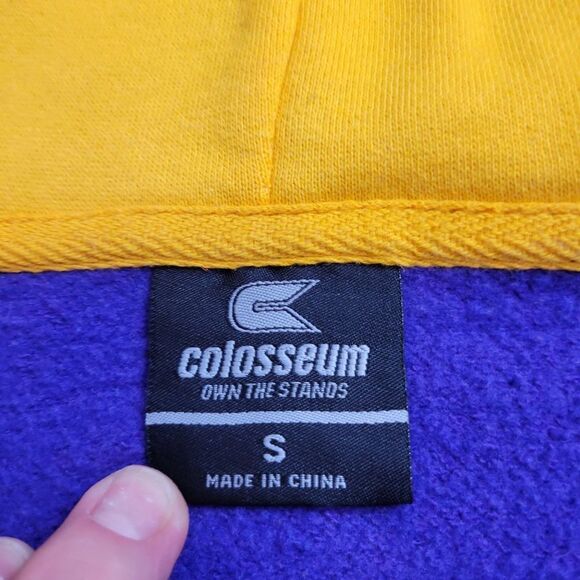 colosseum
OWN THE STANDS
S
MADE IN CHINA